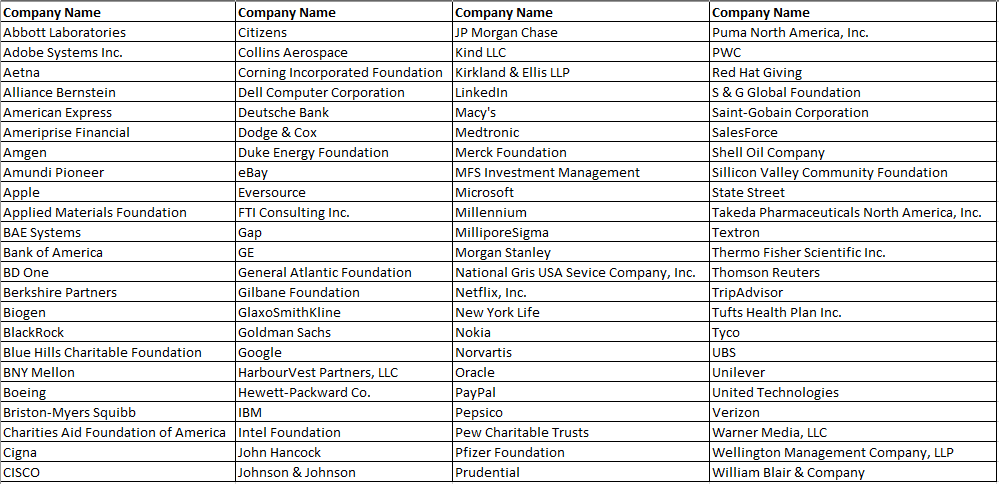 Company Name Company Name Company Name Company Name
Abbott Laboratories Citizens JP Morgan Chase Puma North America, Inc.
Adobe Systems Inc. Collins Aerospace Kind LLC PWC
Aetna Corning Incorporated Foundation Kirkland & Ellis LLP Red Hat Giving
Alliance Bernstein Dell Computer Corporation LinkedIn S & G Global Foundation
American Express Deutsche Bank Macy's Saint-Gobain Corporation
Ameriprise Financial Dodge & Cox Medtronic SalesForce
Amgen Duke Energy Foundation Merck Foundation Shell Oil Company
Amundi Pioneer eBay MFS Investment Management Sillicon Valley Community Foundation
Apple Eversource Microsoft State Street
Applied Materials Foundation FTI Consulting Inc. Millennium Takeda Pharmaceuticals North America, Inc.
BAE Systems Gap MilliporeSigma Textron
Bank of America GE Morgan Stanley Thermo Fisher Scientific Inc.
BD One General Atlantic Foundation National Gris USA Sevice Company, Inc. Thomson Reuters
Berkshire Partners Gilbane Foundation Netflix, Inc. TripAdvisor
Biogen GlaxoSmithKline New York Life Tufts Health Plan Inc.
BlackRock Goldman Sachs Nokia Tyco
Blue Hills Charitable Foundation Google Norvartis UBS
BNY Mellon HarbourVest Partners, LLC Oracle Unilever
Boeing Hewett-Packward Co. PayPal United Technologies
Briston-Myers Squibb IBM Pepsico Verizon
Charities Aid Foundation of America Intel Foundation Pew Charitable Trusts Warner Media, LLC
Cigna John Hancock Pfizer Foundation Wellington Management Company, LLP
CISCO Johnson & Johnson Prudential William Blair & Company